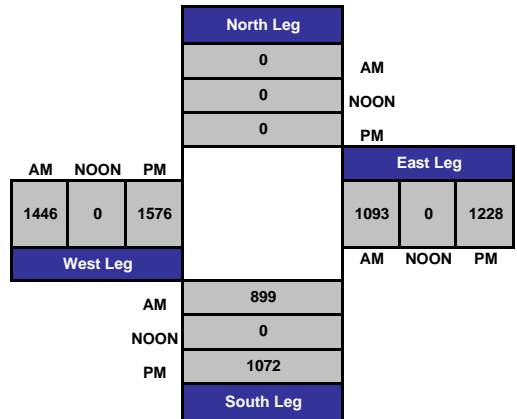 North Leg
0
AM
0
NOON
0
PM
AM NOON PM
East Leg
1446 0 1576
1093 0 1228
West Leg
AM NOON PM
AM
899
NOON
0
PM
1072
South Leg